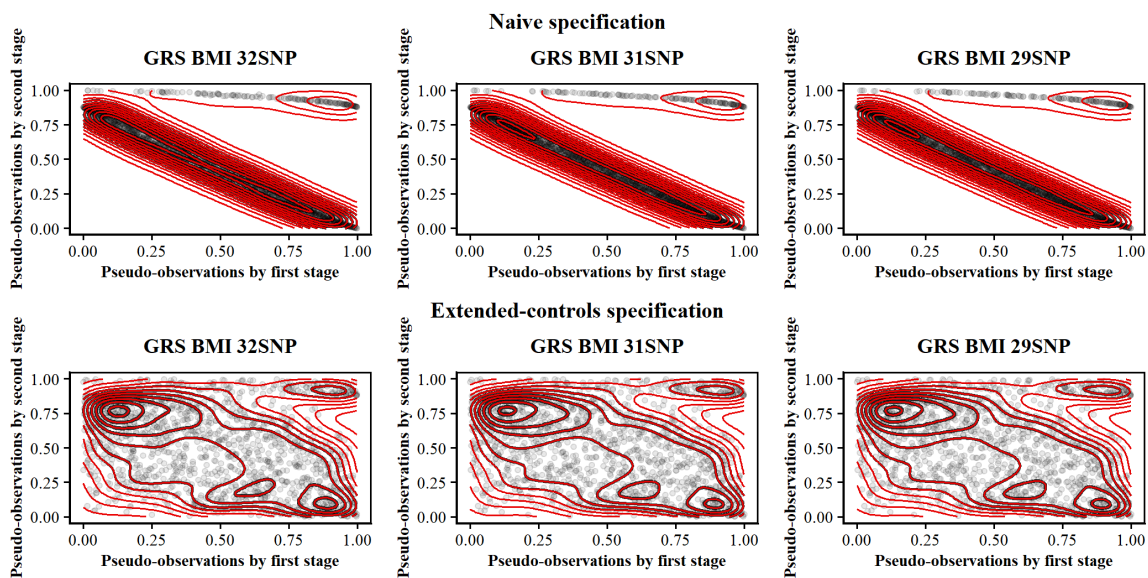 Naive specification
GRS BMI 32SNP
GRS BMI 31SNP
GRS BMI 29SNP
Pseudo-observations by second stage
1.00
0.75
0.50
0.25
0.00
0.00 0.25 0.50 0.75 1.00
Pseudo-observations by first stage
Pseudo-observations by second stage
1.00
0.75
0.50
0.25
0.00
0.00 0.25 0.50 0.75 1.00
Pseudo-observations by first stage
Pseudo-observations by second stage
1.00
0.75
0.50
0.25
0.00
0.00 0.25 0.50 0.75 1.00
Pseudo-observations by first stage
Extended-controls specification
GRS BMI 32SNP
GRS BMI 31SNP
GRS BMI 29SNP
Pseudo-observations by second stage
1.00
0.75
0.50
0.25
0.00
0.00 0.25 0.50 0.75 1.00
Pseudo-observations by first stage
Pseudo-observations by second stage
1.00
0.75
0.50
0.25
0.00
0.00 0.25 0.50 0.75 1.00
Pseudo-observations by first stage
Pseudo-observations by second stage
1.00
0.75
0.50
0.25
0.00
0.00 0.25 0.50 0.75 1.00
Pseudo-observations by first stage